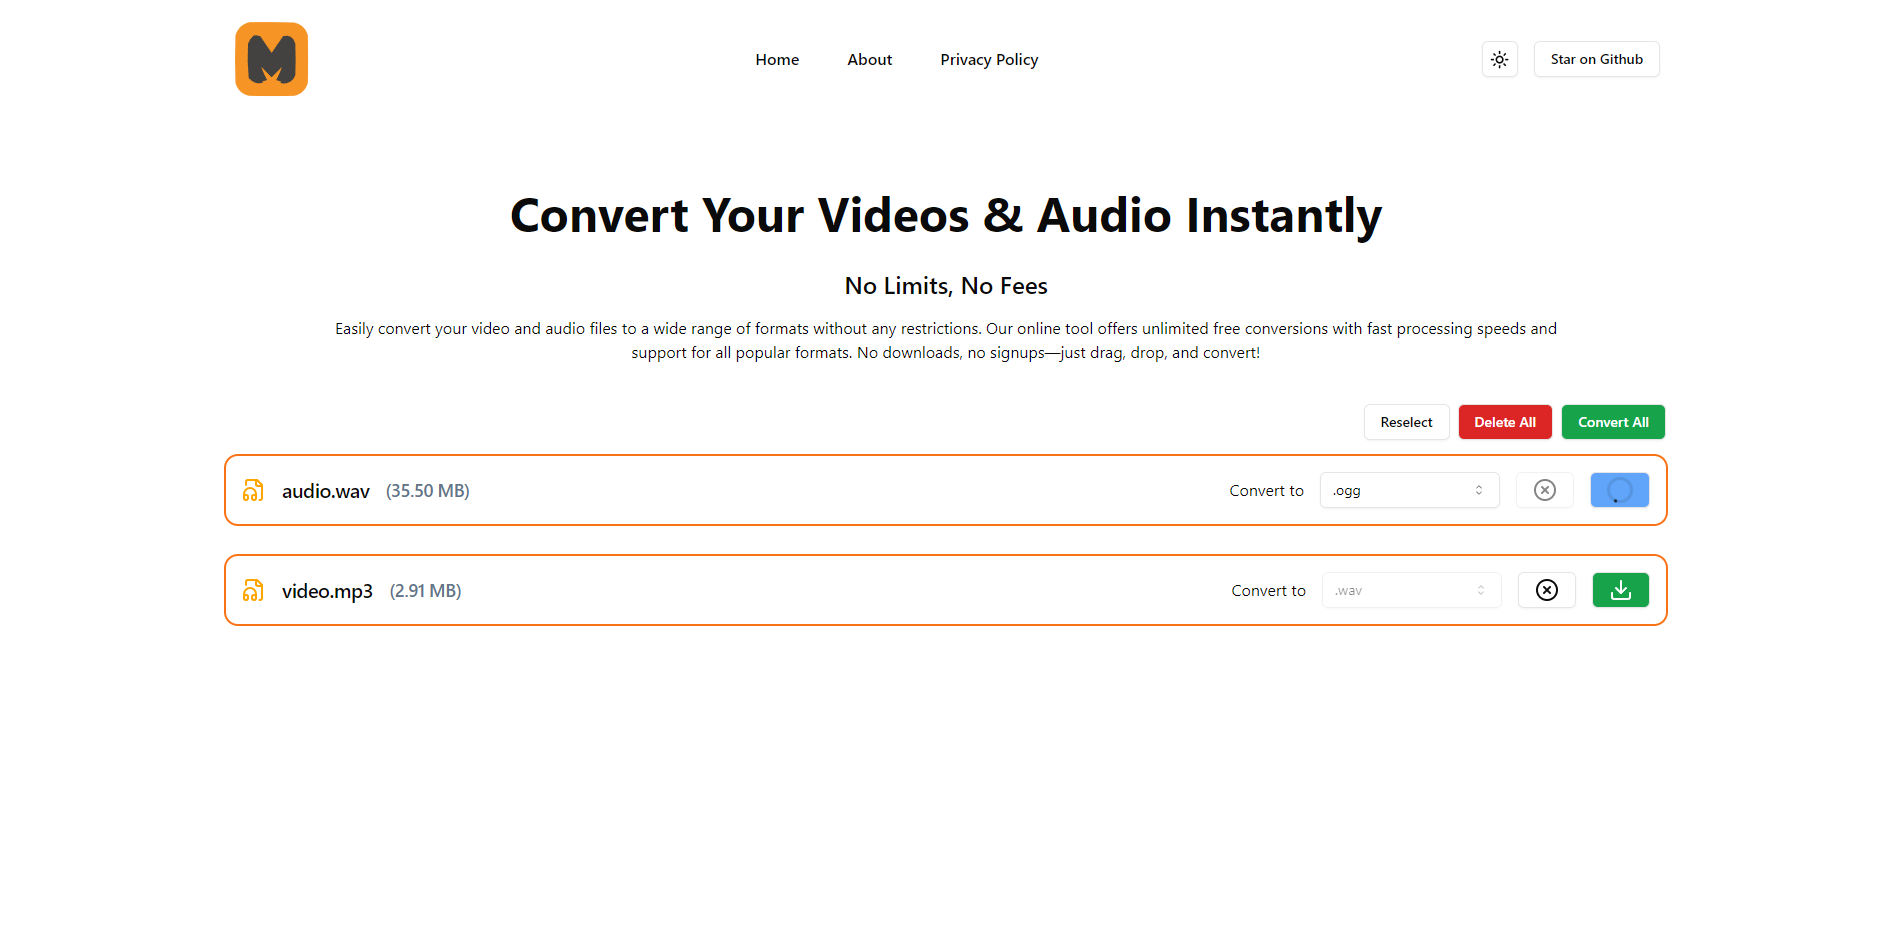 M
Home About Privacy Policy Star on Github
Convert Your Videos & Audio Instantly
No Limits, No Fees
Easily convert your video and audio files to a wide range of formats without any restrictions. Our online tool offers unlimited free conversions with fast processing speeds and
support for all popular formats. No downloads, no signups—just drag, drop, and convert!
Reselect Delete All Convert All
audio.wav (35.50 MB) Convert to .ogg
video.mp3 (2.91 MB) Convert to .wav